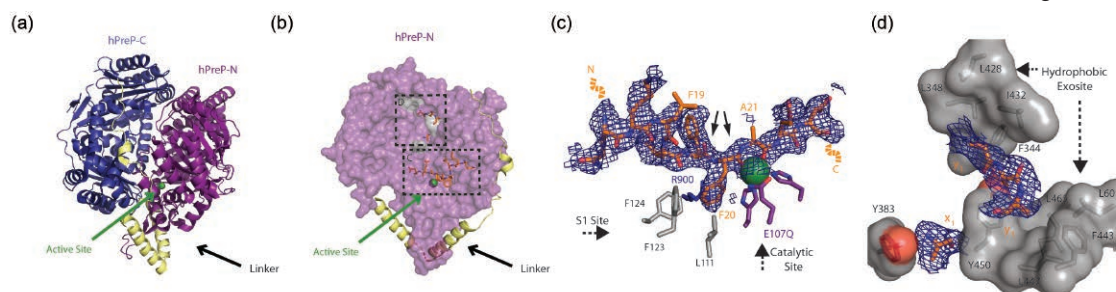 (a)
hPreP-C
hPreP-N
Active Site
Linker
(b)
hPreP-N
Active Site
Linker
(c)
N
F19
A21
C
R900
F124
F20
S1 Site
F123
E107Q
L111
Catalytic
Site
(d)
L428
Hydrophobic
Exosite
L348
I432
F344
Y383
L60
X1
F443
Y450